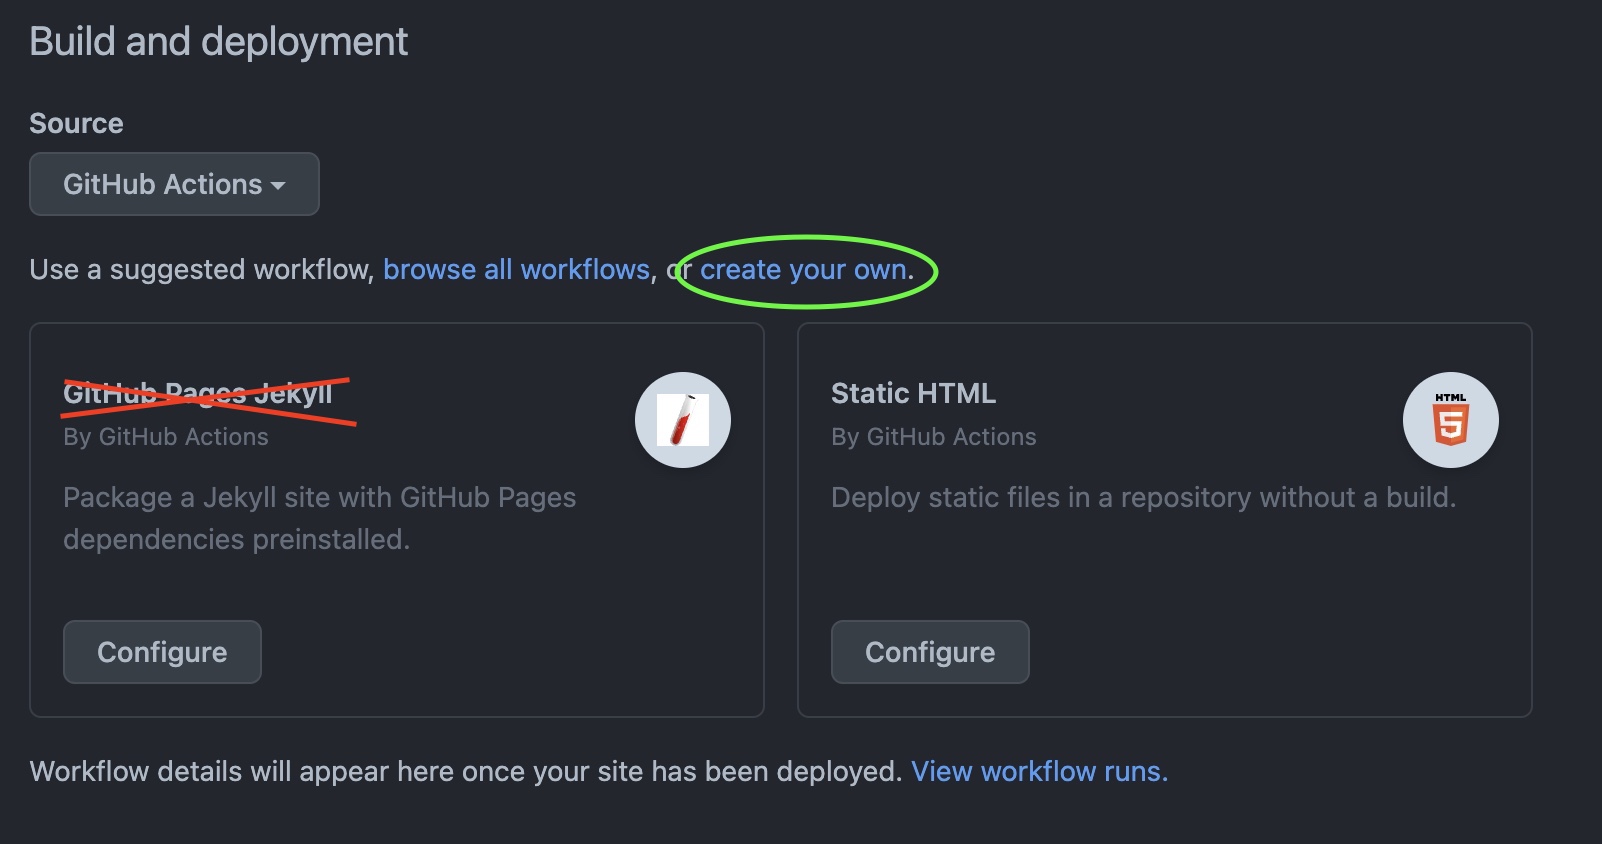 Build and deployment
Source
GitHub Actions
Use a suggested workflow, browse all workflows, or create your own.
GitHub Pages Jekyll
By GitHub Actions
Package a Jekyll site with GitHub Pages
dependencies preinstalled.
Configure
Static HTML
By GitHub Actions
HTML
5
Deploy static files in a repository without a build.
Configure
Workflow details will appear here once your site has been deployed. View workflow runs.